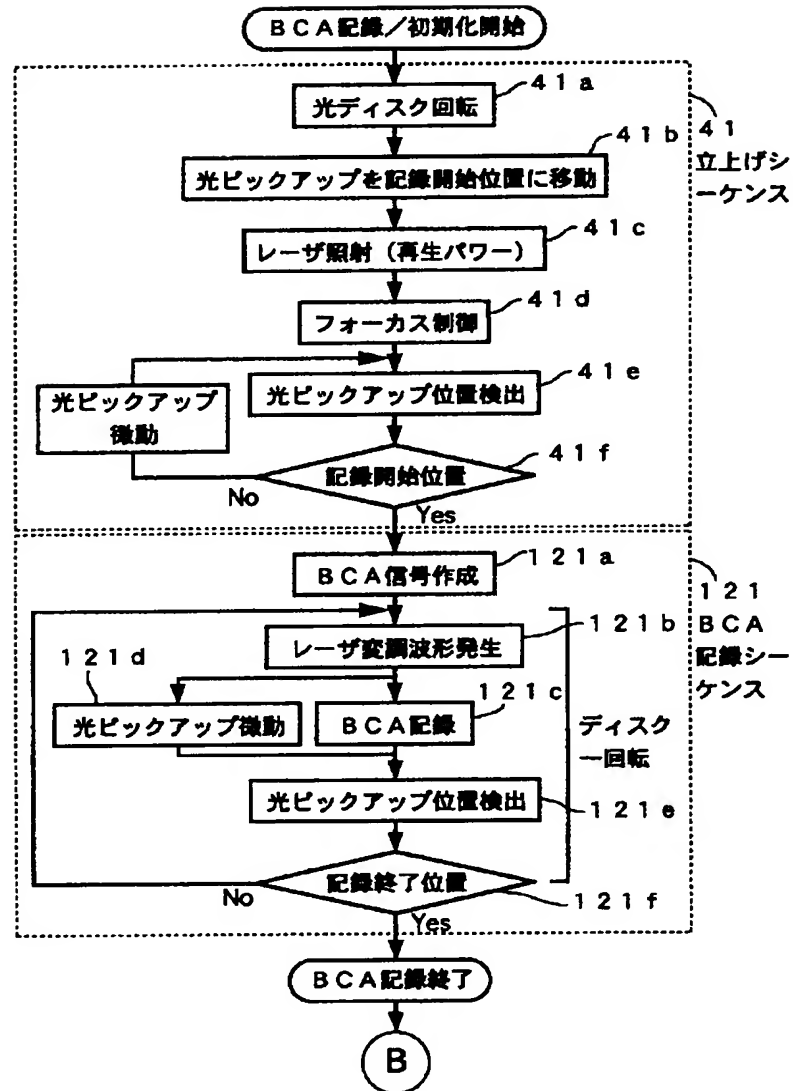 BCA記録/初期化開始
41a
光ディスク回転
41b
光ピックアップを記録開始位置に移動
41
立上げシ
ーケンス
41c
レーザ照射(再生パワー)
41d
フォーカス制御
41e
光ピックアップ位置検出
光ピックアップ
微動
41f
記録開始位置
No
Yes
121a
BCA信号作成
121
BCA
記録シー
ケンス
121b
レーザ変調波形発生
121d
121c
光ピックアップ微動
BCA記録
ディスク
一回転
光ピックアップ位置検出
121e
記録終了位置
No
121f
Yes
BCA記録終了
B